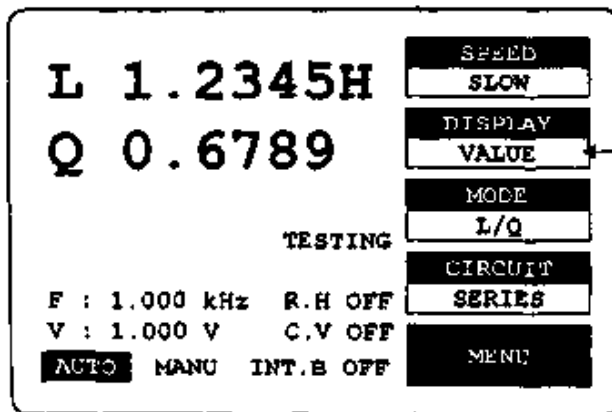 L 1.2345H
Q 0.6789
TESTING
F : 1.000 kHz R.H OFF
V : 1.000 V C.V OFF
AUTO MANU INT.B OFF
SPEED
SLOW
DISPLAY
VALUE
MODE
L/Q
CIRCUIT
SERIES
MENU